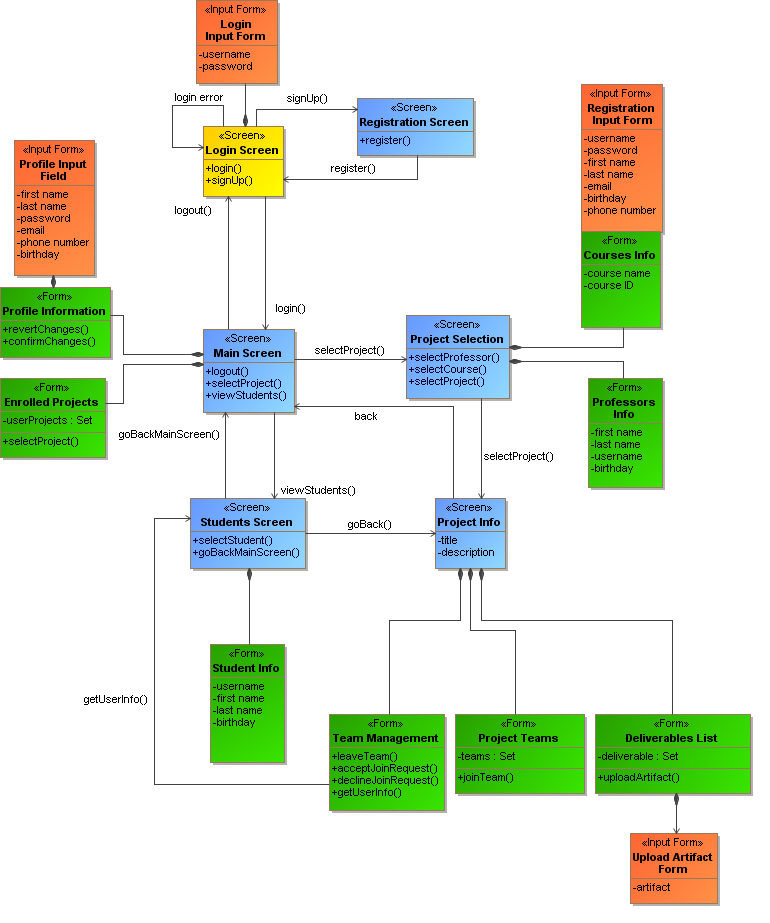 «Input Form»
Login
Input Form
-username
-password
login error
signUp()
«Screen»
Registration Screen
+register()
register()
«Screen»
Login Screen
+login()
+signUp()
«Input Form»
Registration
Input Form
-username
-password
-first name
-last name
-email
-birthday
-phone number
«Form»
Courses Info
-course name
-course ID
«Input Form»
Profile Input
Field
-first name
-last name
-password
-email
-phone number
-birthday
logout()
login()
«Form»
Profile Information
+revertChanges()
+confirmChanges()
«Screen»
Main Screen
+logout()
+selectProject()
+viewStudents()
selectProject()
«Screen»
Project Selection
+selectProfessor()
+selectCourse()
+selectProject()
«Form»
Enrolled Projects
-userProjects : Set
+selectProject()
«Form»
Professors
Info
-first name
-last name
-username
-birthday
back
goBackMainScreen()
selectProject()
viewStudents()
«Screen»
Students Screen
+selectStudent()
+goBackMainScreen()
goBack()
«Screen»
Project Info
-title
-description
«Form»
Student Info
-username
-first name
-last name
-birthday
getUserInfo()
«Form»
Team Management
+leaveTeam()
+acceptJoinRequest()
+declineJoinRequest()
+getUserInfo()
«Form»
Project Teams
-teams : Set
+joinTeam()
«Form»
Deliverables List
-deliverable : Set
+uploadArtifact()
«Input Form»
Upload Artifact
Form
-artifact